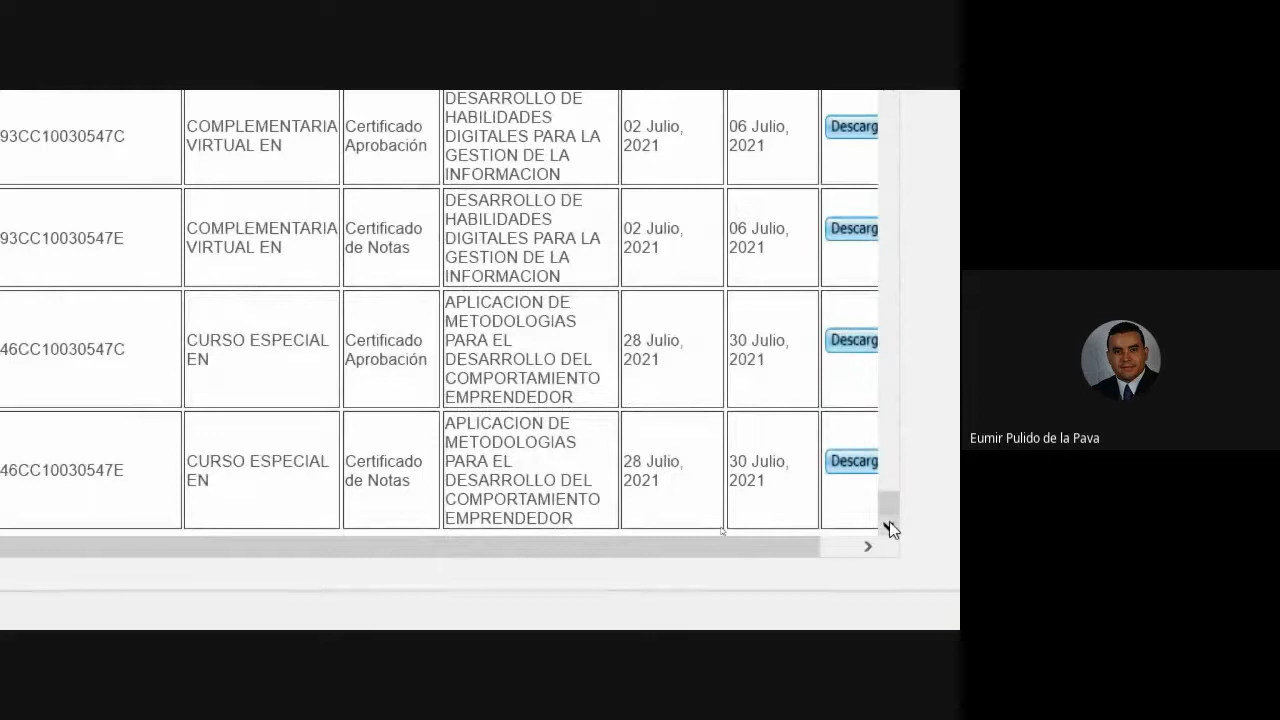 93CC10030547C
COMPLEMENTARIA
VIRTUAL EN
Certificado
Aprobación
DESARROLLO DE
HABILIDADES
DIGITALES PARA LA
GESTION DE LA
INFORMACION
02 Julio,
2021
06 Julio,
2021
Descarg
93CC10030547E
COMPLEMENTARIA
VIRTUAL EN
Certificado
de Notas
DESARROLLO DE
HABILIDADES
DIGITALES PARA LA
GESTION DE LA
INFORMACION
02 Julio,
2021
06 Julio,
2021
Descarg
46CC10030547C
CURSO ESPECIAL
EN
Certificado
Aprobación
APLICACION DE
METODOLOGIAS
PARA EL
DESARROLLO DEL
COMPORTAMIENTO
EMPRENDEDOR
28 Julio,
2021
30 Julio,
2021
Descarg
46CC10030547E
CURSO ESPECIAL
EN
Certificado
de Notas
APLICACION DE
METODOLOGIAS
PARA EL
DESARROLLO DEL
COMPORTAMIENTO
EMPRENDEDOR
28 Julio,
2021
30 Julio,
2021
Descarg
Eumir Pulido de la Pava